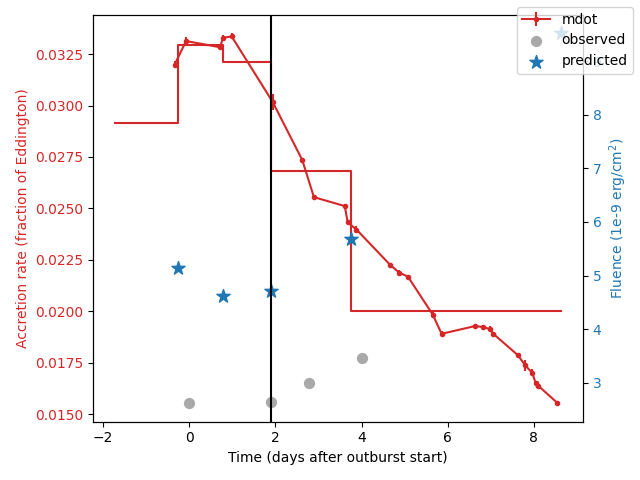 mdot
observed
predicted
0.0325
0.0300
0.0275
0.0250
0.0225
0.0200
0.0175
0.0150
Accretion rate (fraction of Eddington)
8
7
6
5
4
3
Fluence (1e-9 erg/cm²)
−2 0 2 4 6 8
Time (days after outburst start)